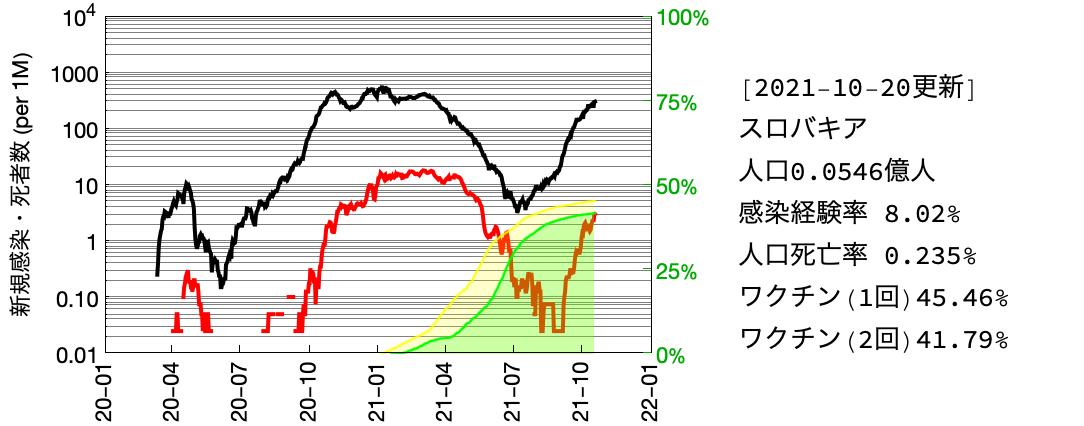 新規感染・死者数 (per 1M)
10^4
1000
100
10
1
0.10
0.01
100%
75%
50%
25%
0%
20-01
20-04
20-07
20-10
21-01
21-04
21-07
21-10
22-01
[2021-10-20更新]
スロバキア
人口0.0546億人
感染経験率 8.02%
人口死亡率 0.235%
ワクチン(1回)45.46%
ワクチン(2回)41.79%